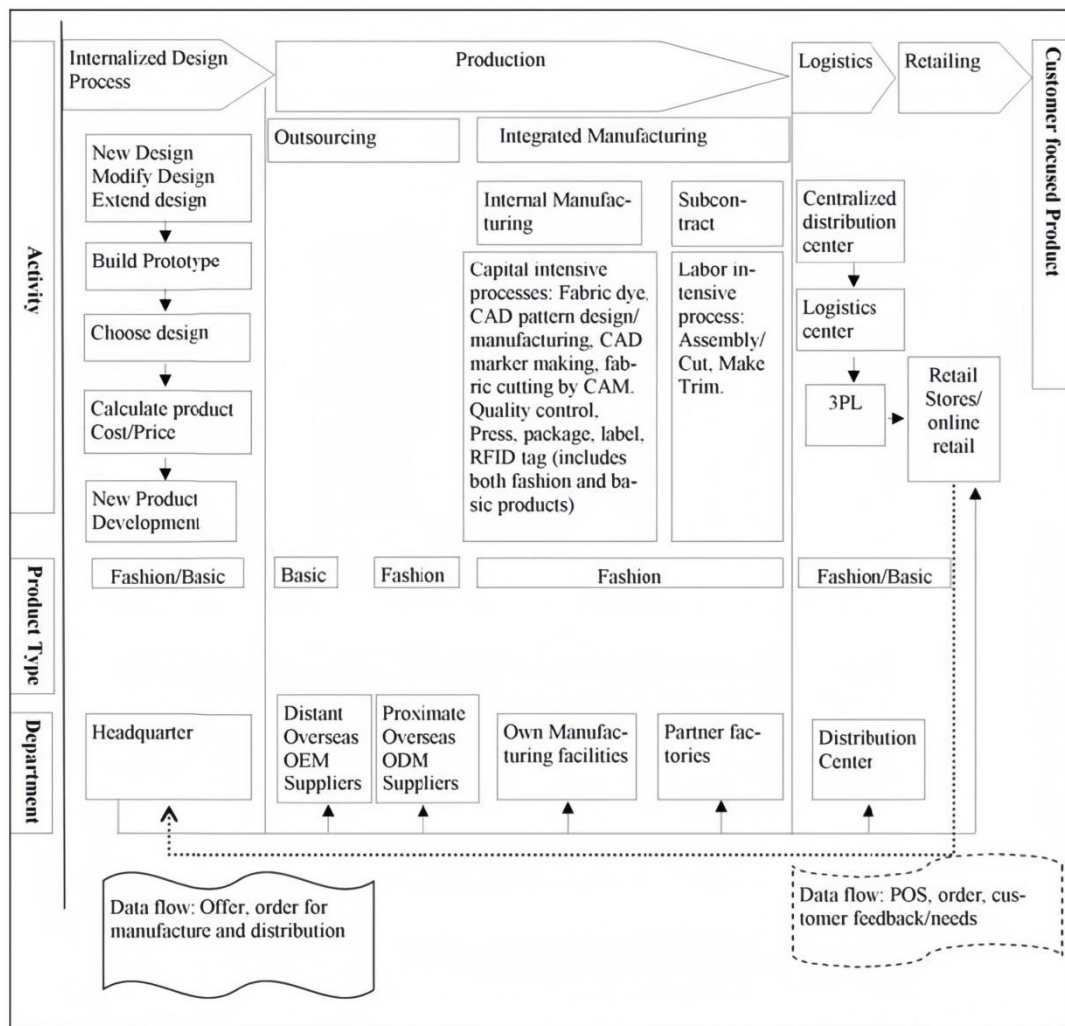 Internalized Design
Process
Production
Logistics
Retailing
Customer focused Product
Activity
New Design
Modify Design
Extend design
Build Prototype
Choose design
Calculate product
Cost/Price
New Product
Development
Outsourcing
Integrated Manufacturing
Internal Manufac-
turing
Capital intensive
processes: Fabric dye,
CAD pattern design/
manufacturing, CAD
marker making, fab-
ric cutting by CAM.
Quality control,
Press, package, label,
RFID tag (includes
both fashion and ba-
sic products)
Subcon-
tract
Labor in-
tensive
process:
Assembly/
Cut, Make
Trim.
Centralized
distribution
center
Logistics
center
3PL
Retail
Stores/
online
retail
Product Type
Fashion/Basic
Basic
Fashion
Fashion
Fashion/Basic
Department
Headquarter
Distant
Overseas
OEM
Suppliers
Proximate
Overseas
ODM
Suppliers
Own Manufac-
turing facilities
Partner fac-
tories
Distribution
Center
Data flow: Offer, order for
manufacture and distribution
Data flow: POS, order, cus-
tomer feedback/needs